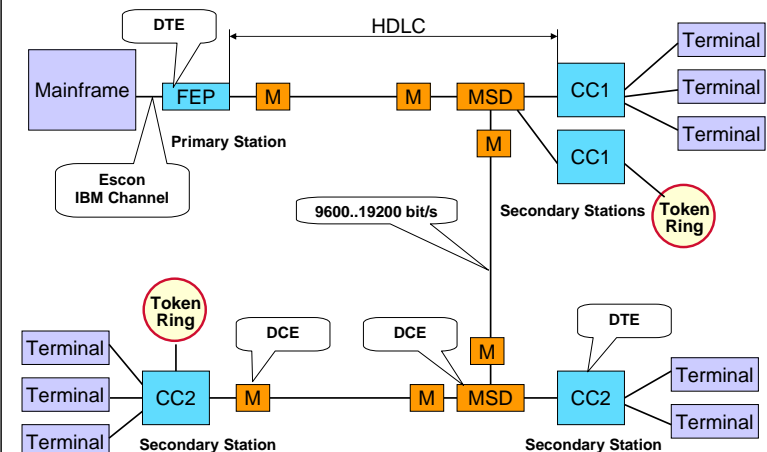 DTE
HDLC
Terminal
Mainframe
FEP
M
M
MSD
CC1
Terminal
Primary Station
M
CC1
Terminal
Escon
IBM Channel
9600..19200 bit/s
Secondary Stations
Token
Ring
Token
Ring
DTE
Terminal
DCE
DCE
M
Terminal
Terminal
CC2
M
M
MSD
CC2
Terminal
Terminal
Secondary Station
Secondary Station